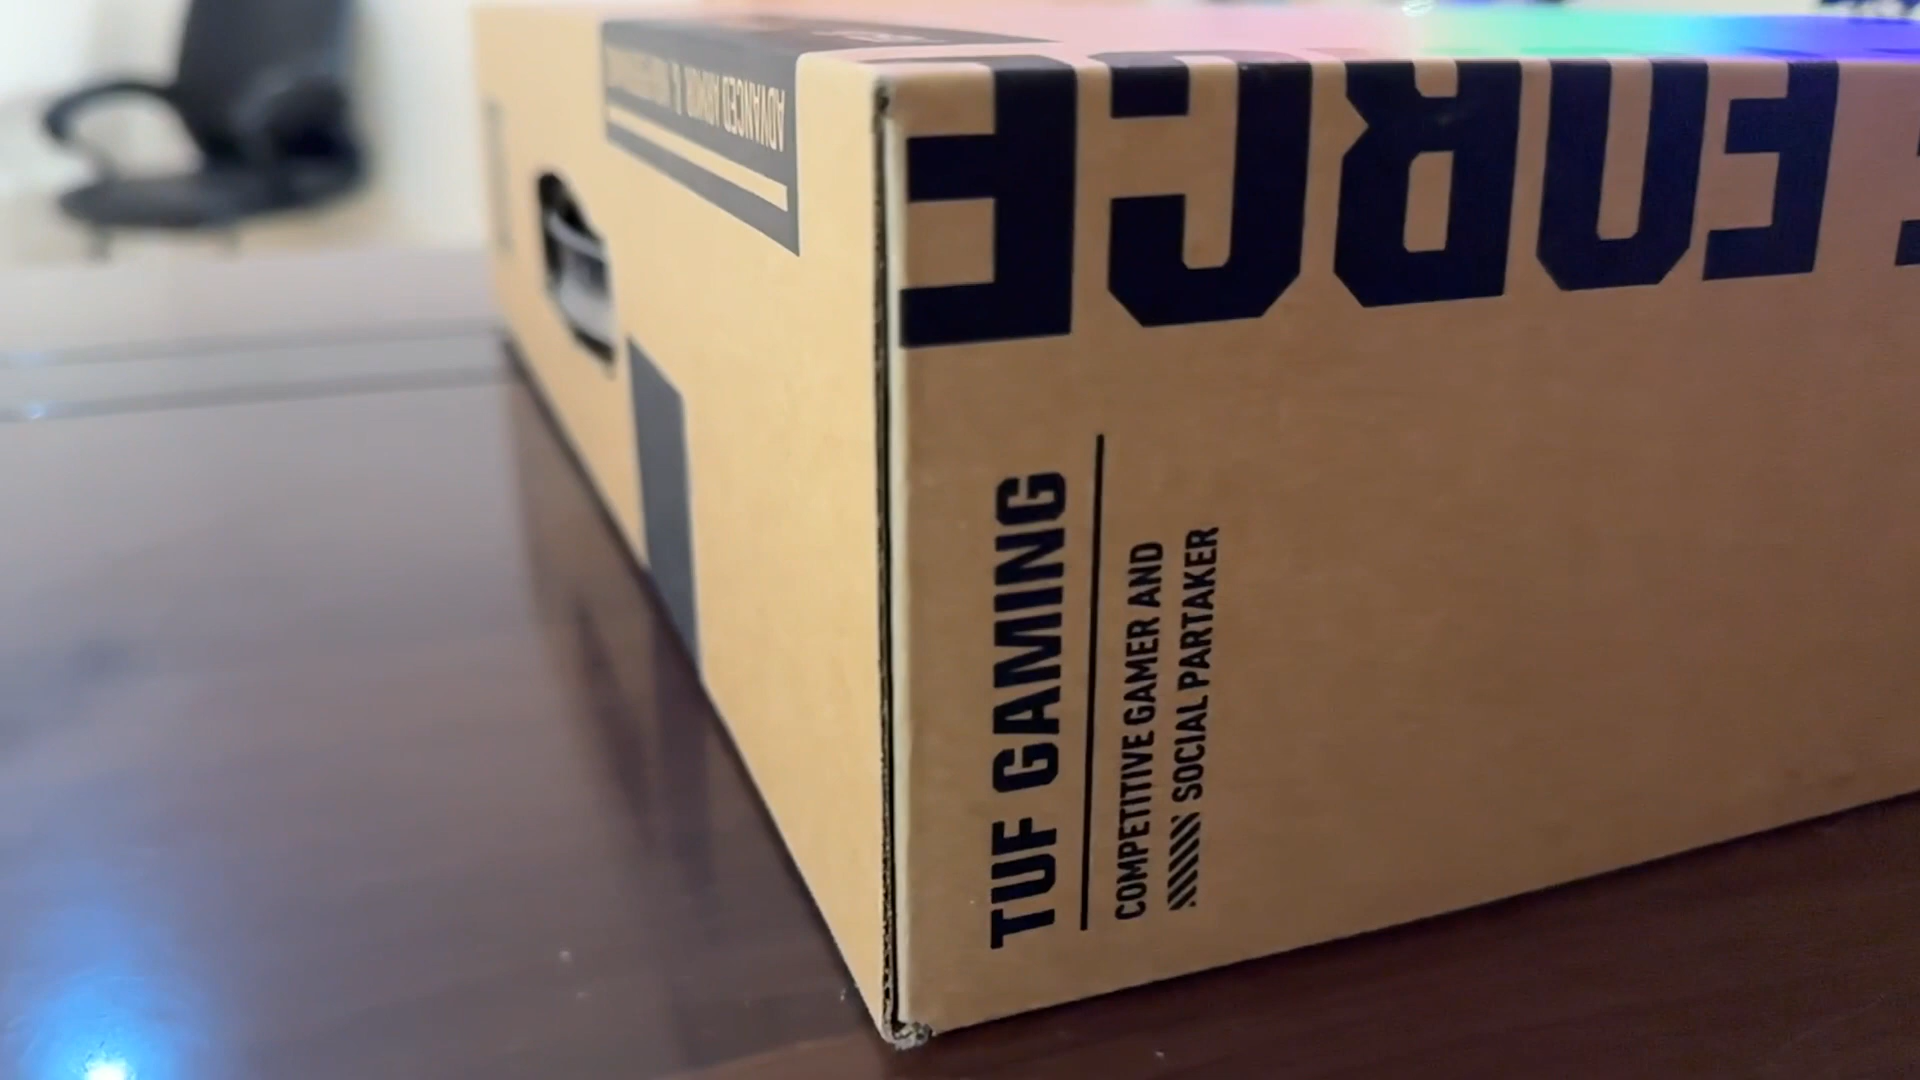 FORCE
ADVANCED ARMOR &
TUF GAMING
COMPETITIVE GAMER AND
SOCIAL PARTAKER